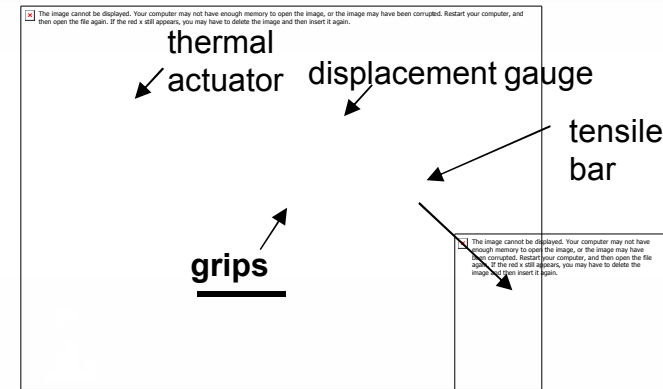 The image cannot be displayed. Your computer may not have enough memory to open the image, or the image may have been corrupted. Restart your computer, and
then open the file again. If the red x still appears, you may have to delete the image and then insert it again.
thermal
actuator
displacement gauge
tensile
bar
grips
The image cannot be displayed. Your computer may not have
enough memory to open the image, or the image may have
been corrupted. Restart your computer, and then open the file
again. If the red x still appears, you may have to delete the
image and then insert it again.